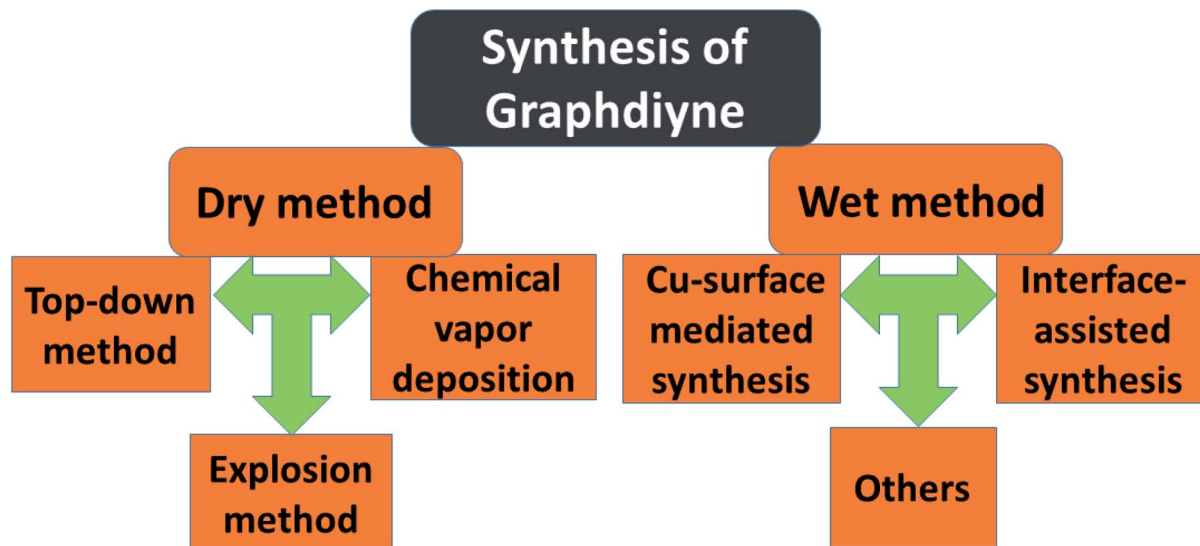 Synthesis of
Graphdiyne
Dry method
Wet method
Top-down
method
Chemical
vapor
deposition
Explosion
method
Cu-surface
mediated
synthesis
Interface-
assisted
synthesis
Others